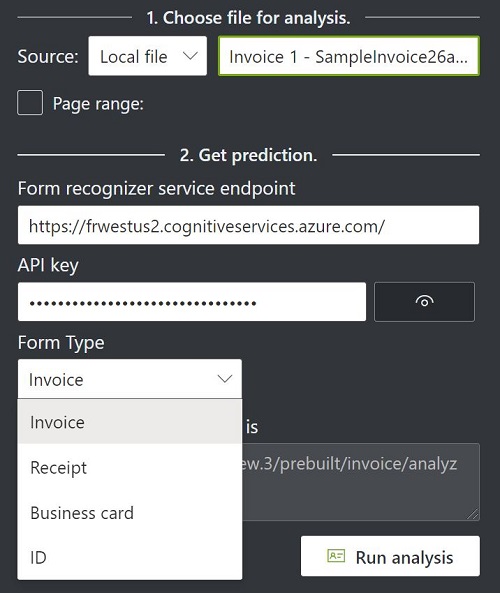 1. Choose file for analysis.
Source: Local file Invoice 1 - SampleInvoice26a...
Page range:
2. Get prediction.
Form recognizer service endpoint
https://frwestus2.cognitiveservices.azure.com/
API key
••••••••••••••••••••••••••••••••
Form Type
Invoice
Invoice
is
Receipt
ew.3/prebuilt/invoice/analyz
Business card
ID
Run analysis